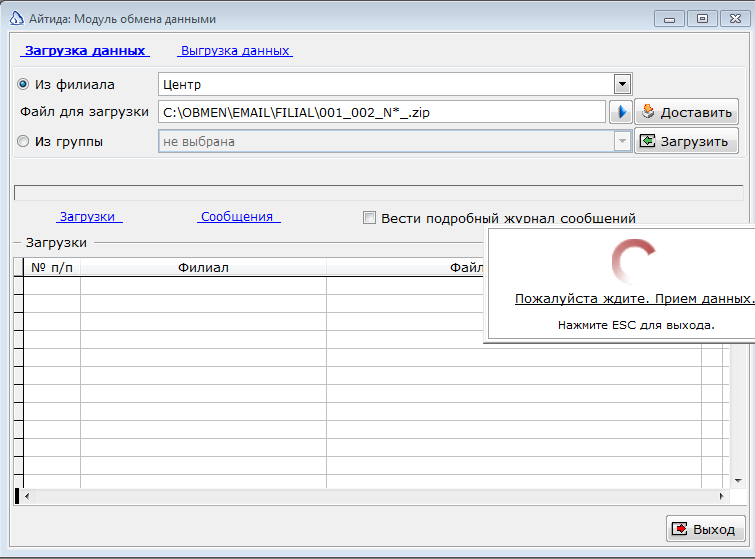 Айтида: Модуль обмена данными
Загрузка данных Выгрузка данных
Из филиала Центр
Файл для загрузки C:\OBMEN\EMAIL\FILIAL\001_002_N*_.zip Доставить
Из группы не выбрана Загрузить
Загрузки Сообщения Вести подробный журнал сообщений
Загрузки
№ п/п Филиал Файл
Пожалуйста ждите. Прием данных.
Нажмите ESC для выхода.
Выход